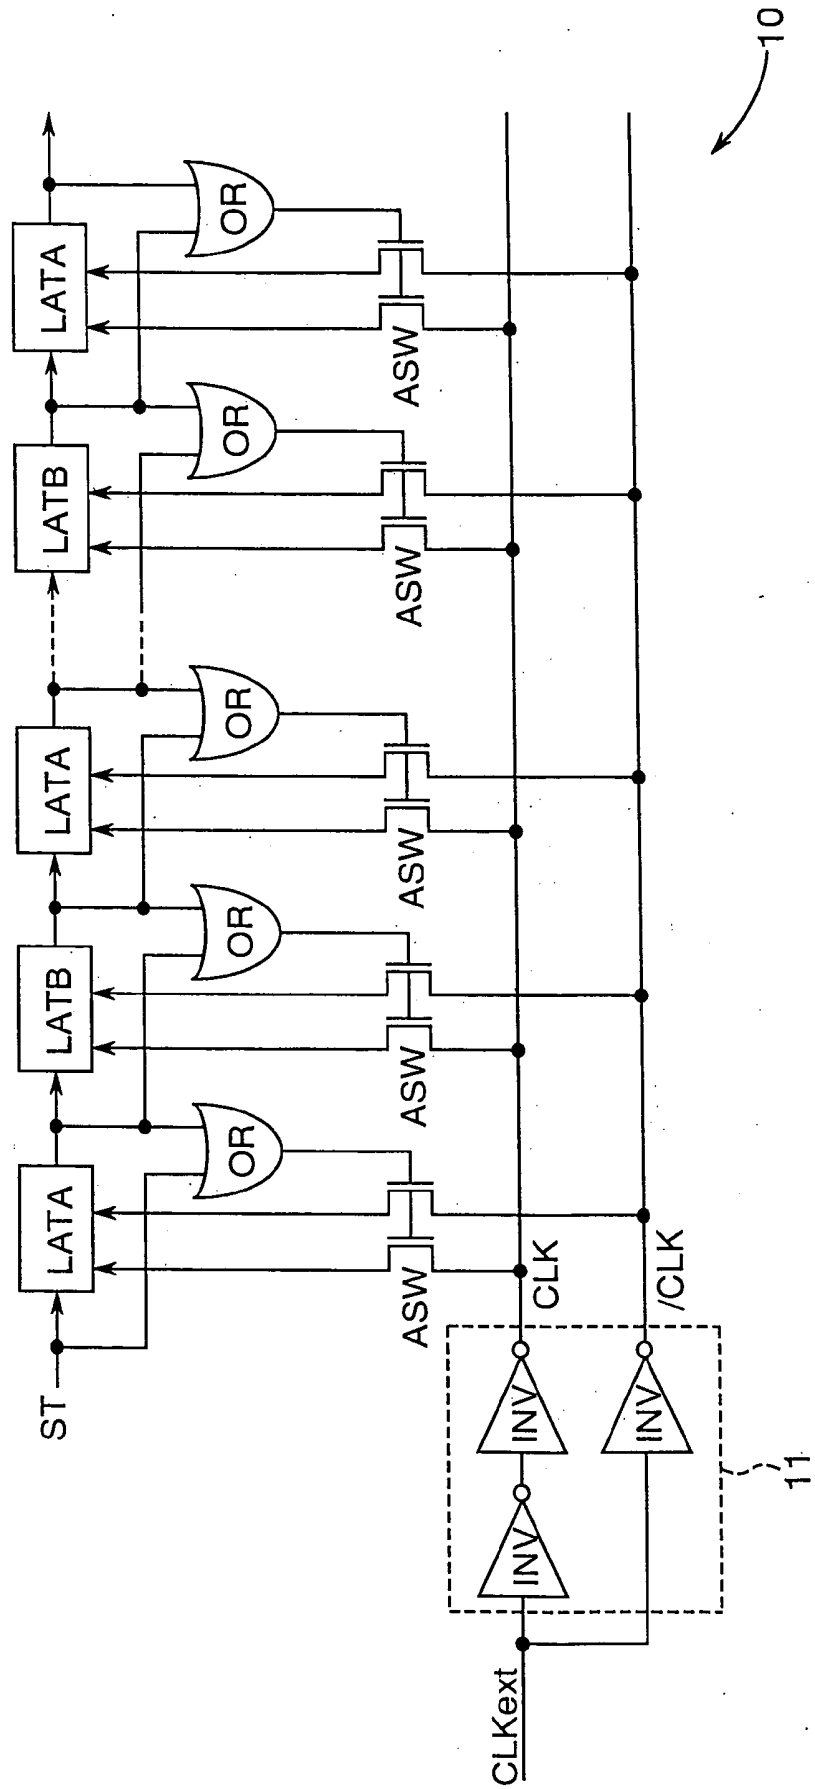 10
ST
LATA
LATB
LATA
LATB
LATA
OR
OR
OR
OR
OR
ASW
ASW
ASW
ASW
ASW
CLKext
INV
INV
INV
CLK
/CLK
11